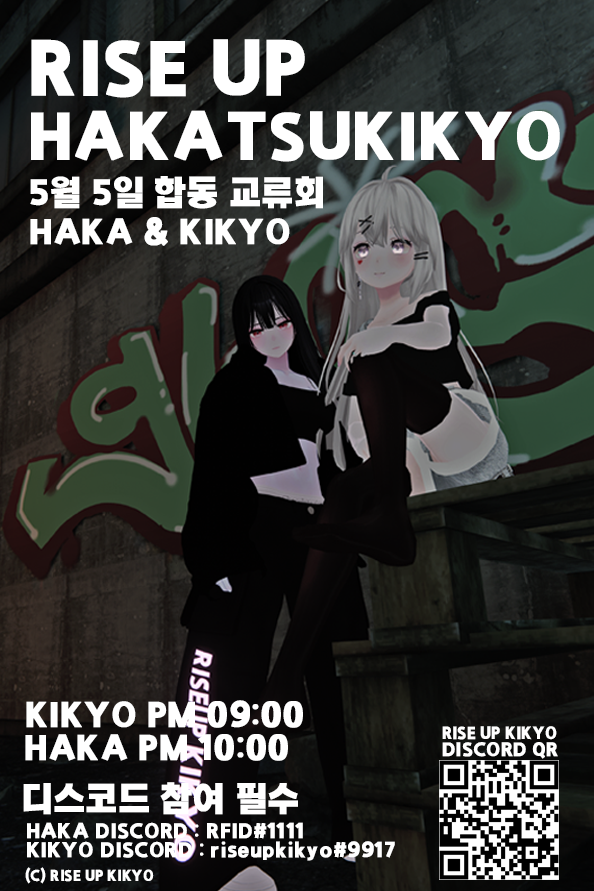 RISE UP
HAKATSUKIKYO
5월 5일 합동 교류회
HAKA & KIKYO
RISEUP KIKYO
KIKYO PM 09:00
HAKA PM 10:00
디스코드 참여 필수
HAKA DISCORD : RFID#1111
KIKYO DISCORD : riseupkikyo#9917
(C) RISE UP KIKYO
RISE UP KIKYO
DISCORD QR